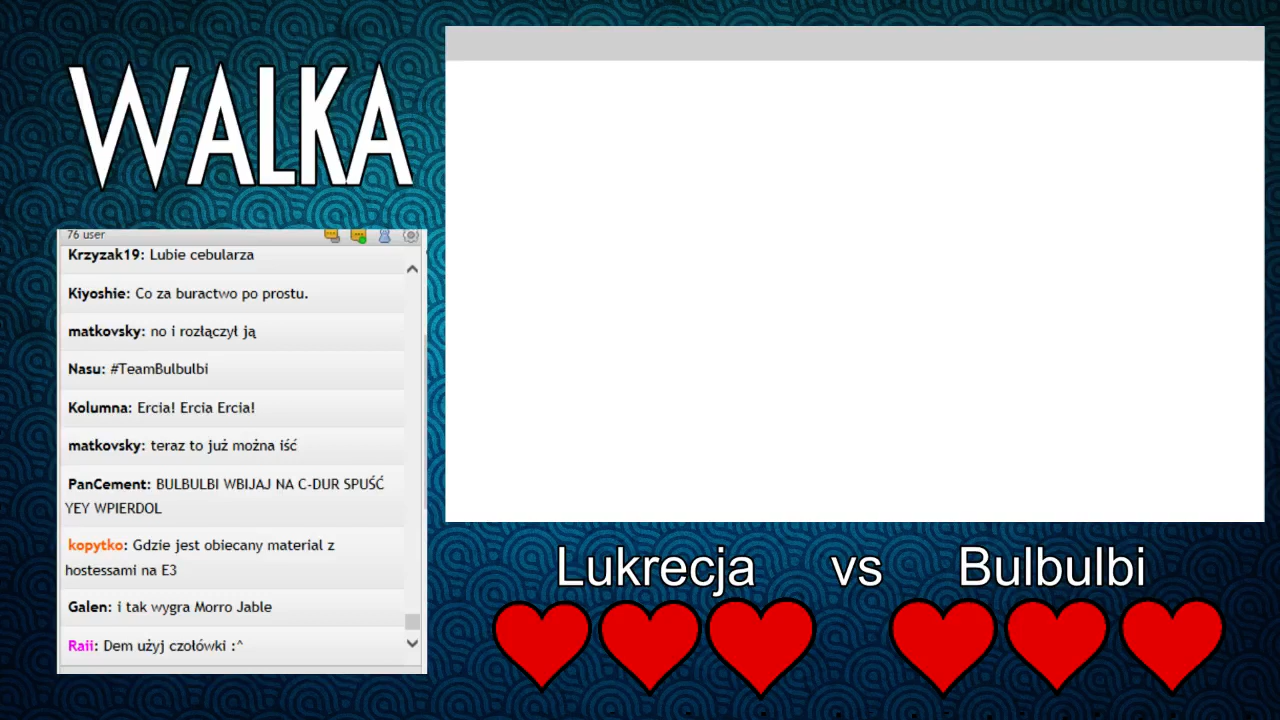 WALKA
76 user
Krzyzak19: Lubie cebularza
Kiyoshie: Co za buractwo po prostu.
matkovsky: no i rozłączył ją
Nasu: #TeamBulbulbi
Kolumna: Ercia! Ercia Ercia!
matkovsky: teraz to już można iść
PanCement: BULBULBI WBIJAJ NA C-DUR SPUŚĆ
YEY WPIERDOL
kopytko: Gdzie jest obiecany material z
hostessami na E3
Galen: i tak wygra Morro Jable
Raii: Dem użyj czołówki :^
Lukrecja vs Bulbulbi